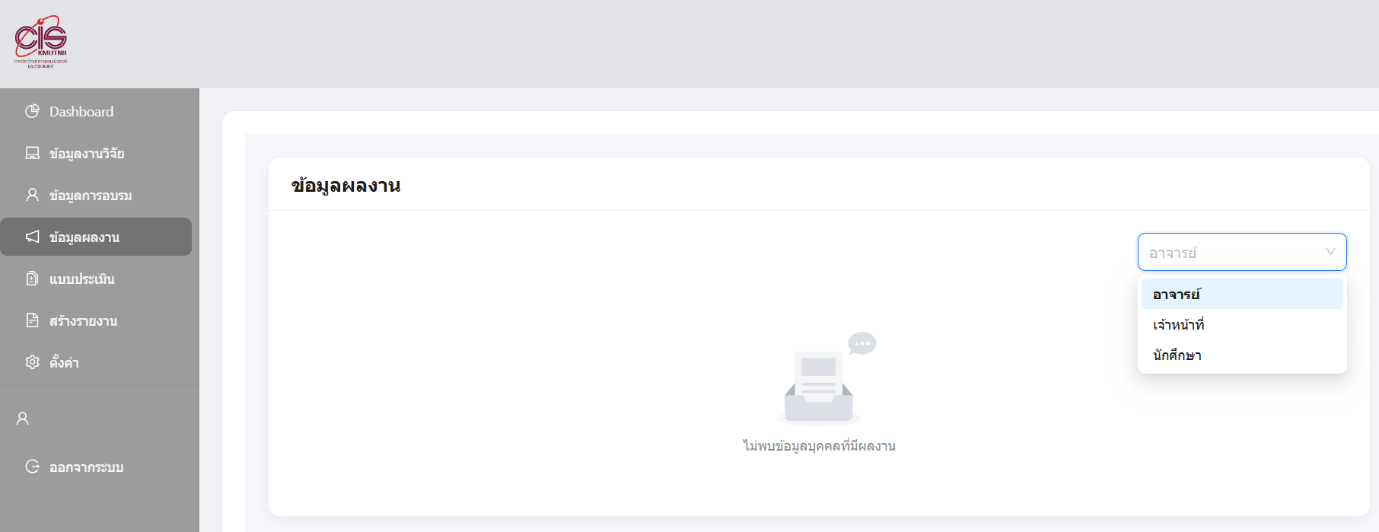 CIS
KMUTNB
Dashboard
ข้อมูลงานวิจัย
ข้อมูลการอบรม
ข้อมูลผลงาน
แบบประเมิน
สร้างรายงาน
ตั้งค่า
ออกจากระบบ
ข้อมูลผลงาน
อาจารย์
อาจารย์
เจ้าหน้าที่
นักศึกษา
ไม่พบข้อมูลบุคคลที่มีผลงาน